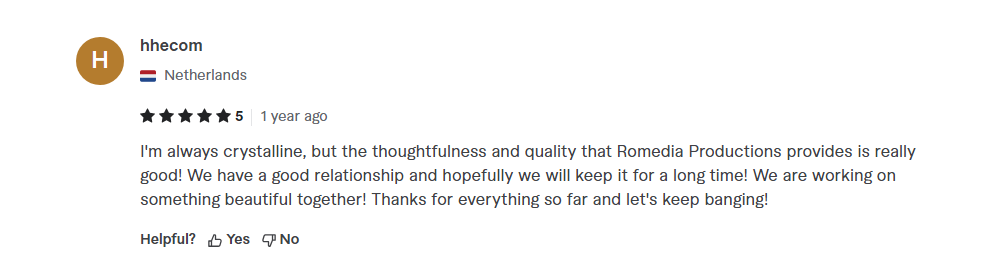 H
hhecom
Netherlands
5 | 1 year ago
I'm always crystalline, but the thoughtfulness and quality that Romedia Productions provides is really
good! We have a good relationship and hopefully we will keep it for a long time! We are working on
something beautiful together! Thanks for everything so far and let's keep banging!
Helpful? Yes No